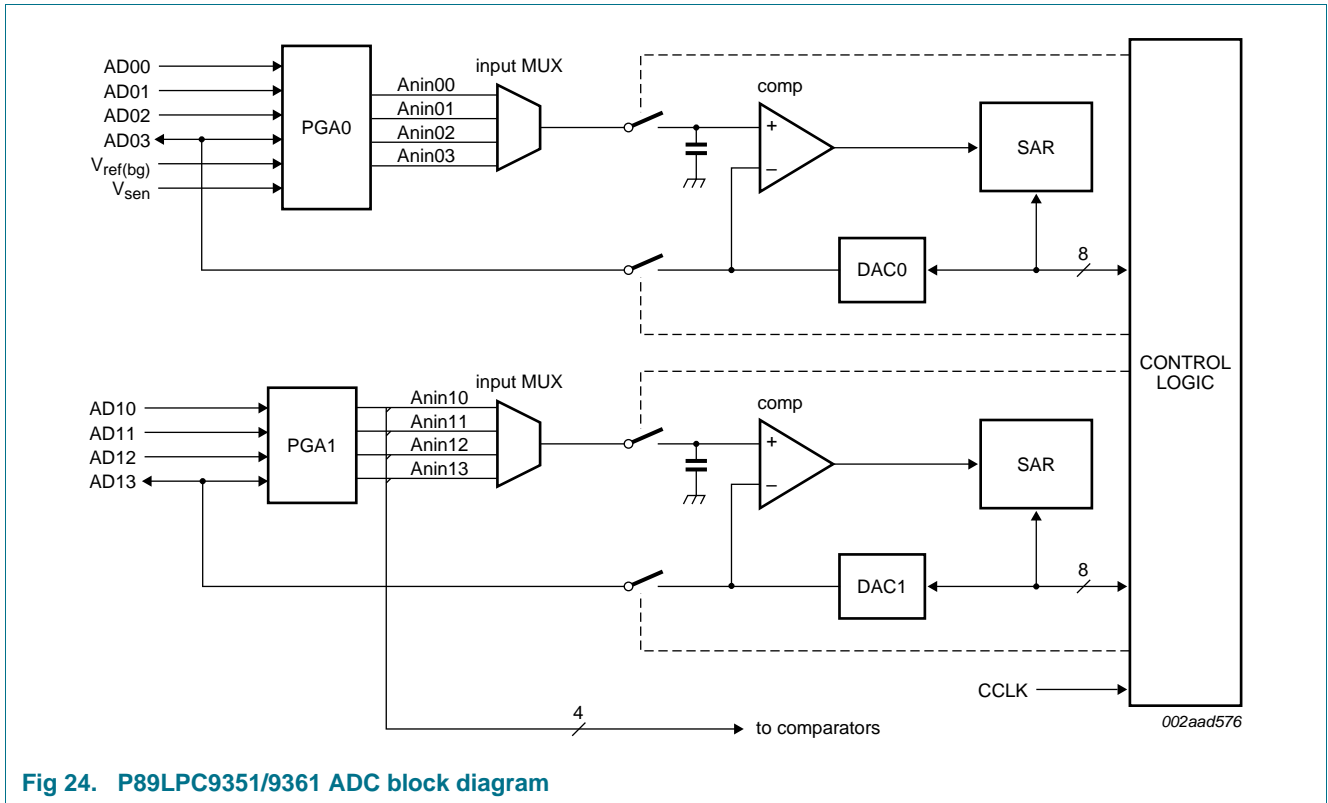 AD00
AD01
AD02
AD03
Vref(bg)
Vsen
PGA0
Anin00
Anin01
Anin02
Anin03
input MUX
comp
+
–
SAR
DAC0
8
CONTROL
LOGIC
AD10
AD11
AD12
AD13
PGA1
Anin10
Anin11
Anin12
Anin13
input MUX
comp
+
–
SAR
DAC1
8
CCLK
4
to comparators
002aad576
Fig 24. P89LPC9351/9361 ADC block diagram